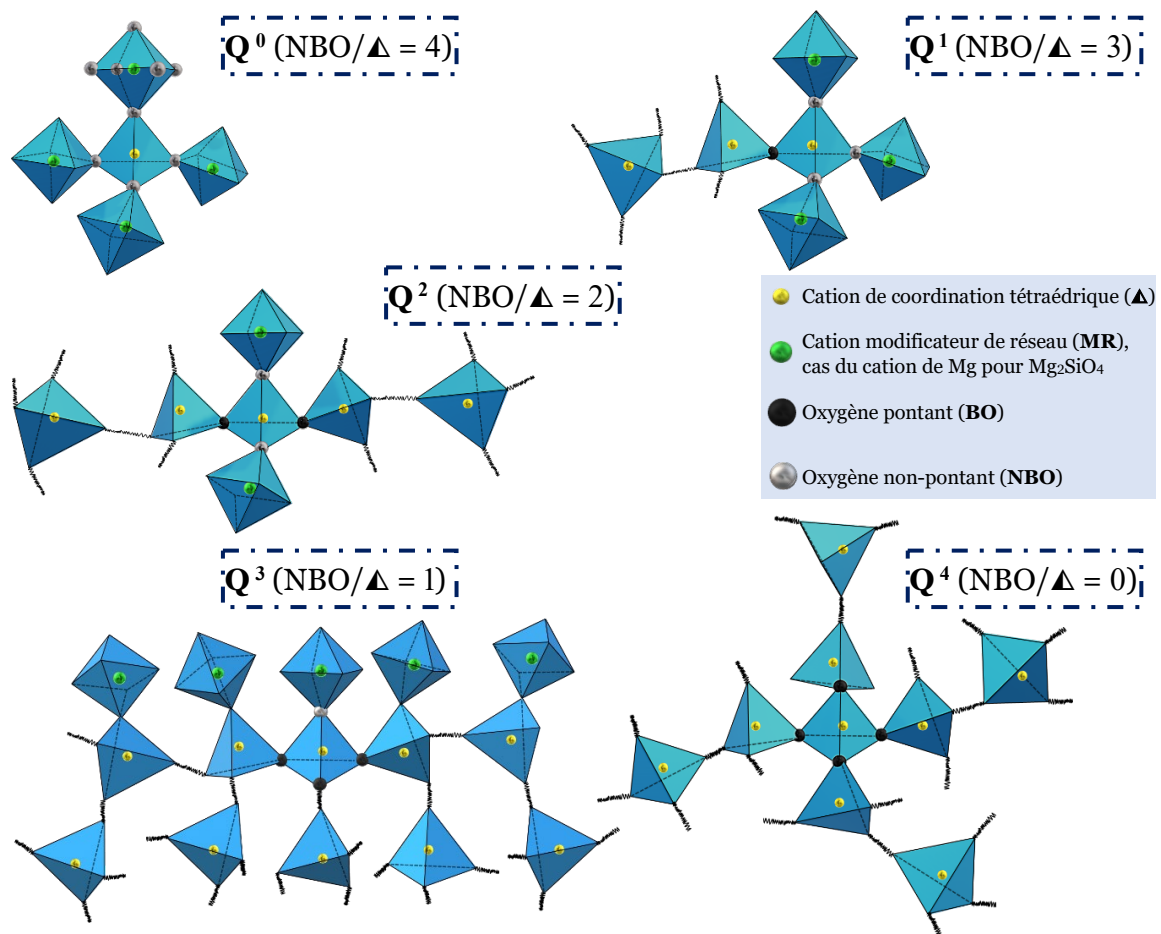 Q⁰ (NBO/◮ = 4)
Q¹ (NBO/◮ = 3)
Q² (NBO/◮ = 2)
Cation de coordination tétraédrique (◮)
Cation modificateur de réseau (MR),
cas du cation de Mg pour Mg₂SiO₄
Oxygène pontant (BO)
Oxygène non-pontant (NBO)
Q³ (NBO/◮ = 1)
Q⁴ (NBO/◮ = 0)